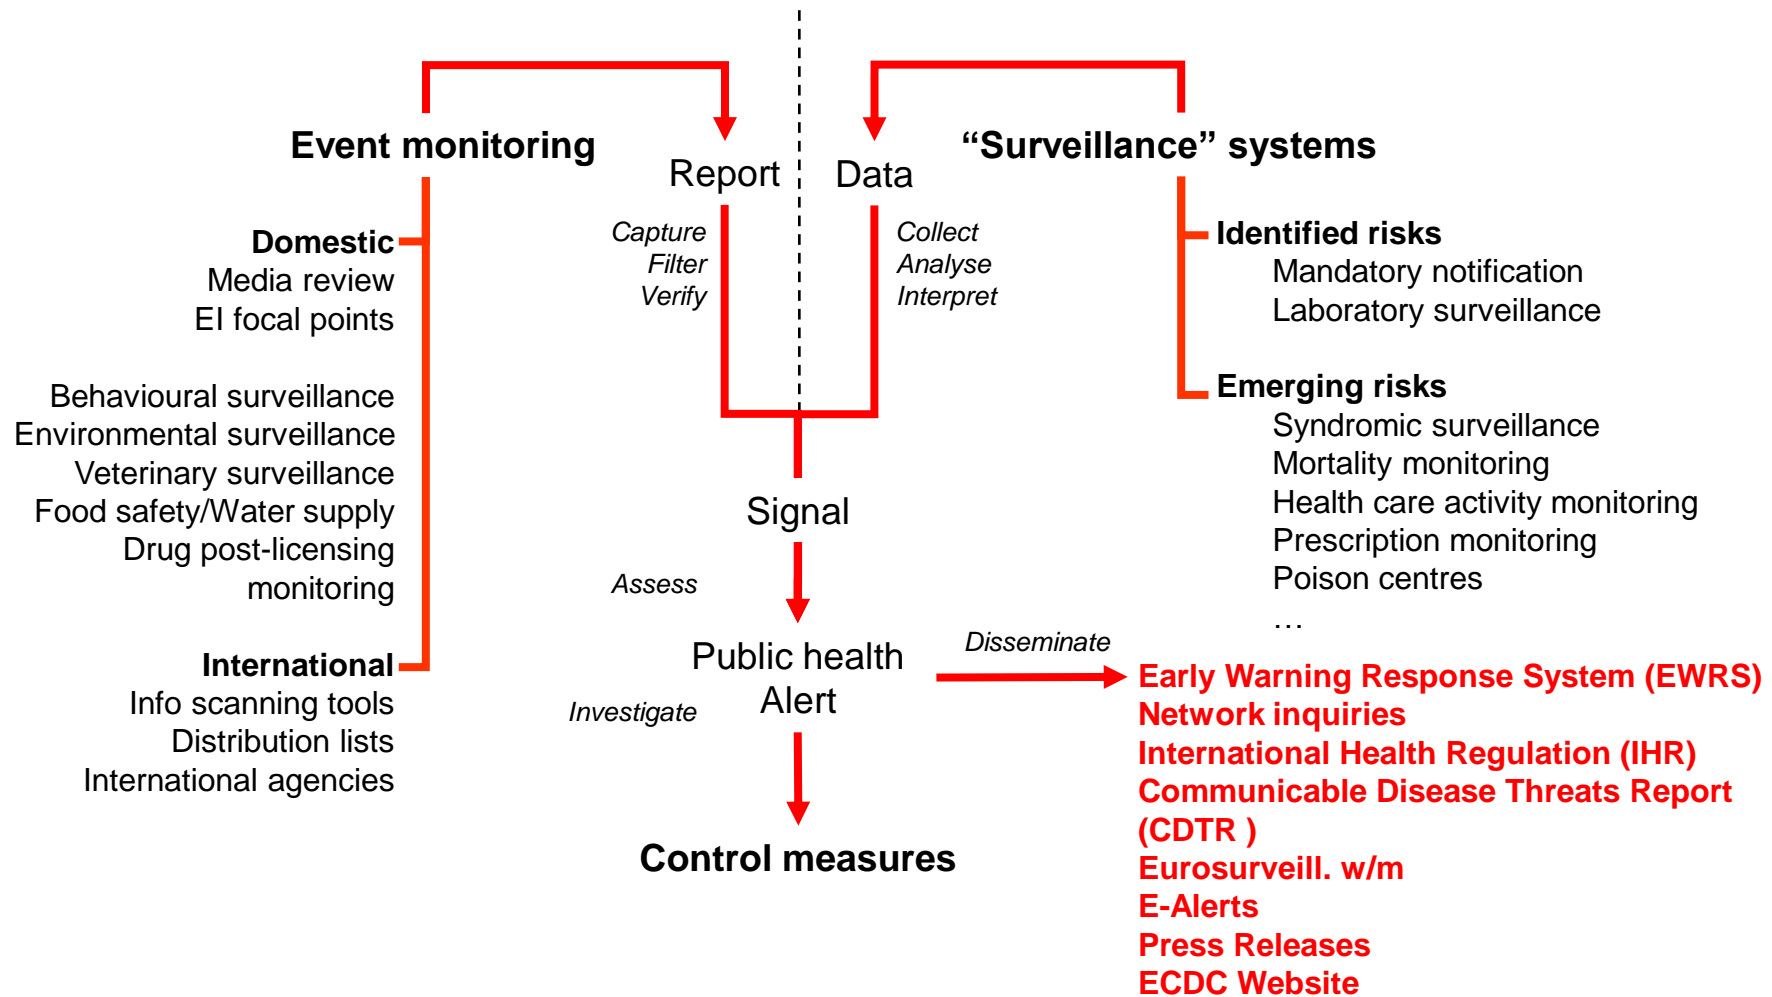 Event monitoring
Report
Data
“Surveillance” systems
Capture
Filter
Verify
Collect
Analyse
Interpret
Domestic
Media review
EI focal points
Behavioural surveillance
Environmental surveillance
Veterinary surveillance
Food safety/Water supply
Drug post-licensing
monitoring
International
Info scanning tools
Distribution lists
International agencies
Identified risks
Mandatory notification
Laboratory surveillance
Emerging risks
Syndromic surveillance
Mortality monitoring
Health care activity monitoring
Prescription monitoring
Poison centres
…
Signal
Assess
Public health
Alert
Disseminate
Investigate
Control measures
Early Warning Response System (EWRS)
Network inquiries
International Health Regulation (IHR)
Communicable Disease Threats Report
(CDTR )
Eurosurveill. w/m
E-Alerts
Press Releases
ECDC Website